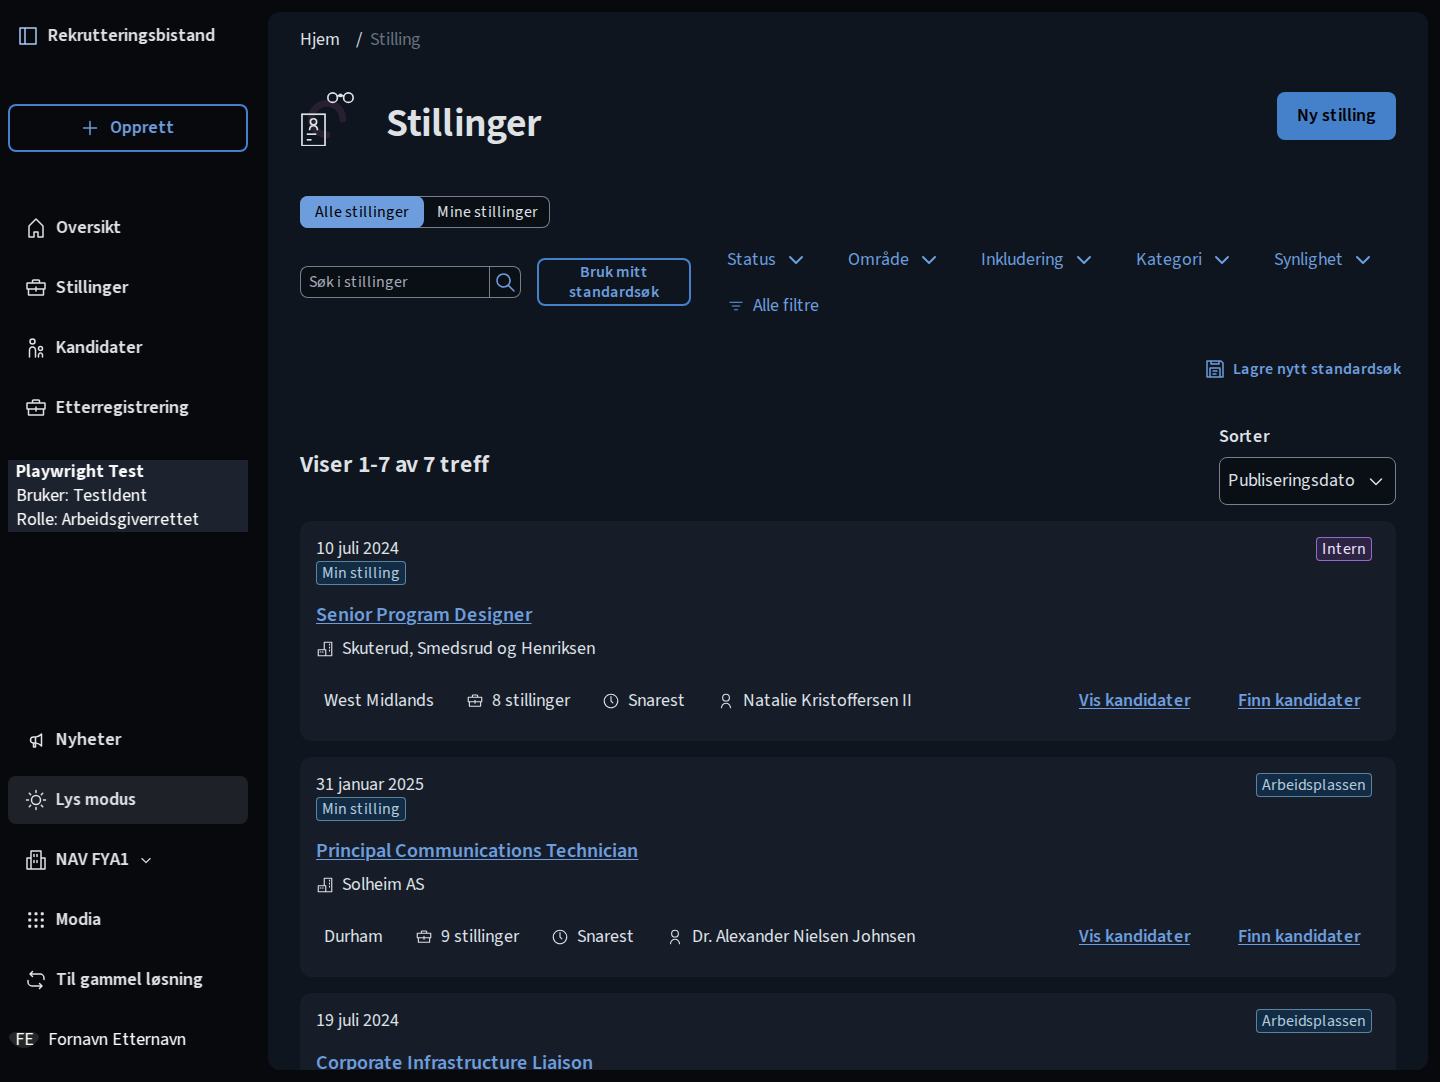 Rekrutteringsbistand
Opprett
Oversikt
Stillinger
Kandidater
Etterregistrering
Playwright Test
Bruker: TestIdent
Rolle: Arbeidsgiverrettet
Nyheter
Lys modus
NAV FYA1
Modia
Til gammel løsning
FE Fornavn Etternavn
Hjem / Stilling
Stillinger
Ny stilling
Alle stillinger Mine stillinger
Søk i stillinger
Bruk mitt
standardsøk
Status Område Inkludering Kategori Synlighet
Alle filtre
Lagre nytt standardsøk
Viser 1-7 av 7 treff
Sorter
Publiseringsdato
10 juli 2024
Intern
Min stilling
Senior Program Designer
Skuterud, Smedsrud og Henriksen
West Midlands 8 stillinger Snarest Natalie Kristoffersen II Vis kandidater Finn kandidater
31 januar 2025
Arbeidsplassen
Min stilling
Principal Communications Technician
Solheim AS
Durham 9 stillinger Snarest Dr. Alexander Nielsen Johnsen Vis kandidater Finn kandidater
19 juli 2024
Arbeidsplassen
Corporate Infrastructure Liaison